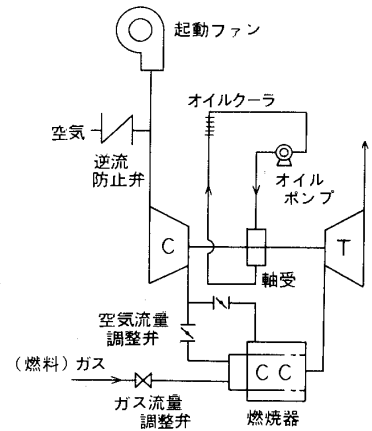 起動ファン
オイルクーラ
空気
逆流
防止弁
オイル
ポンプ
C
T
軸受
空気流量
調整弁
(燃料)ガス
CC
ガス流量
調整弁
燃焼器